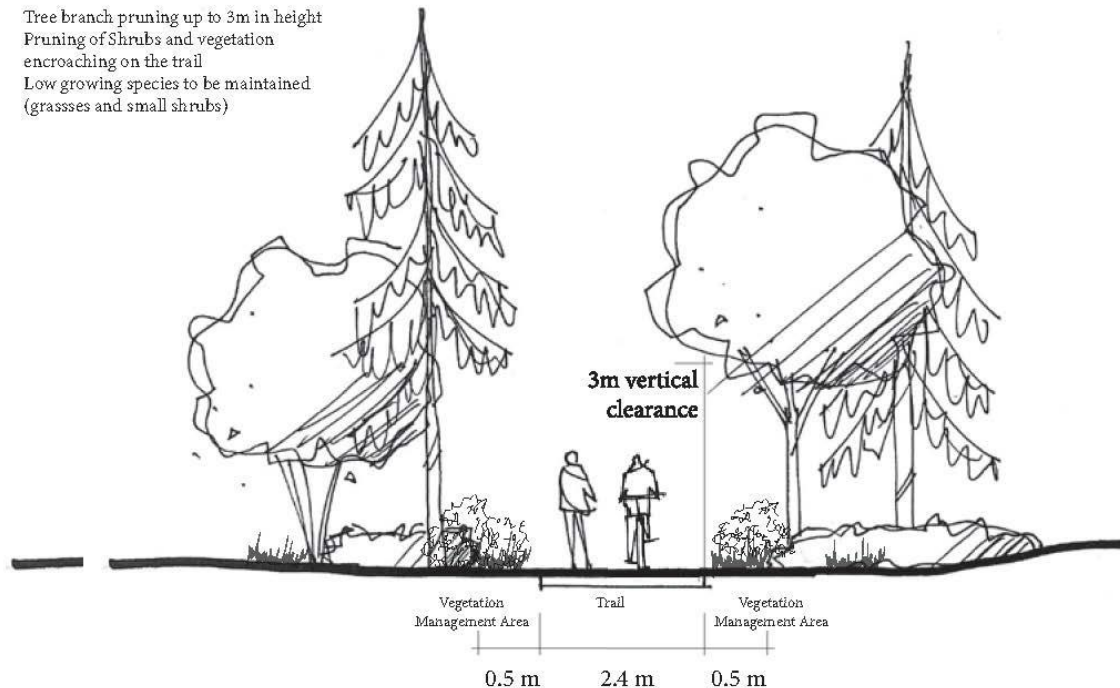 Tree branch pruning up to 3m in height
Pruning of Shrubs and vegetation
encroaching on the trail
Low growing species to be maintained
(grassses and small shrubs)
3m vertical
clearance
Vegetation
Management Area
Trail
Vegetation
Management Area
0.5 m
2.4 m
0.5 m